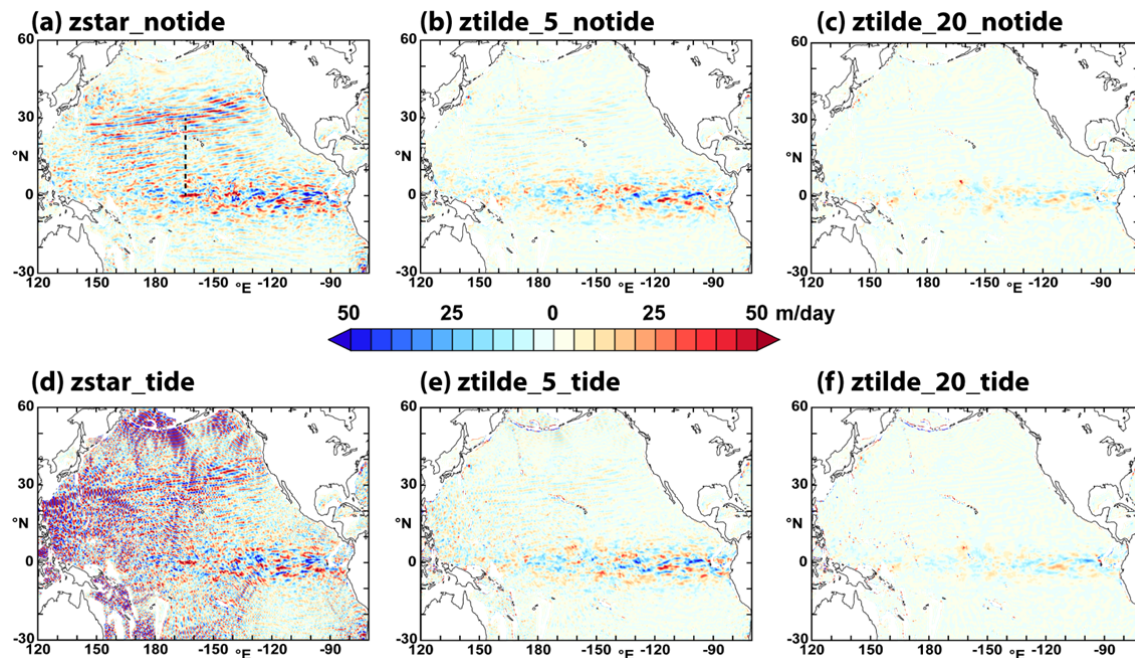 (a) zstar_notide (b) ztilde_5_notide (c) ztilde_20_notide
60 60 60
30 30 30
°N °N °N
0 0 0
-30 -30 -30
120 150 180 -150 °E -120 -90 120 150 180 -150 °E -120 -90 120 150 180 -150 °E -120 -90
50 25 0 25 50 m/day
(d) zstar_tide (e) ztilde_5_tide (f) ztilde_20_tide
60 60 60
30 30 30
°N °N °N
0 0 0
-30 -30 -30
120 150 180 -150 °E -120 -90 120 150 180 -150 °E -120 -90 120 150 180 -150 °E -120 -90